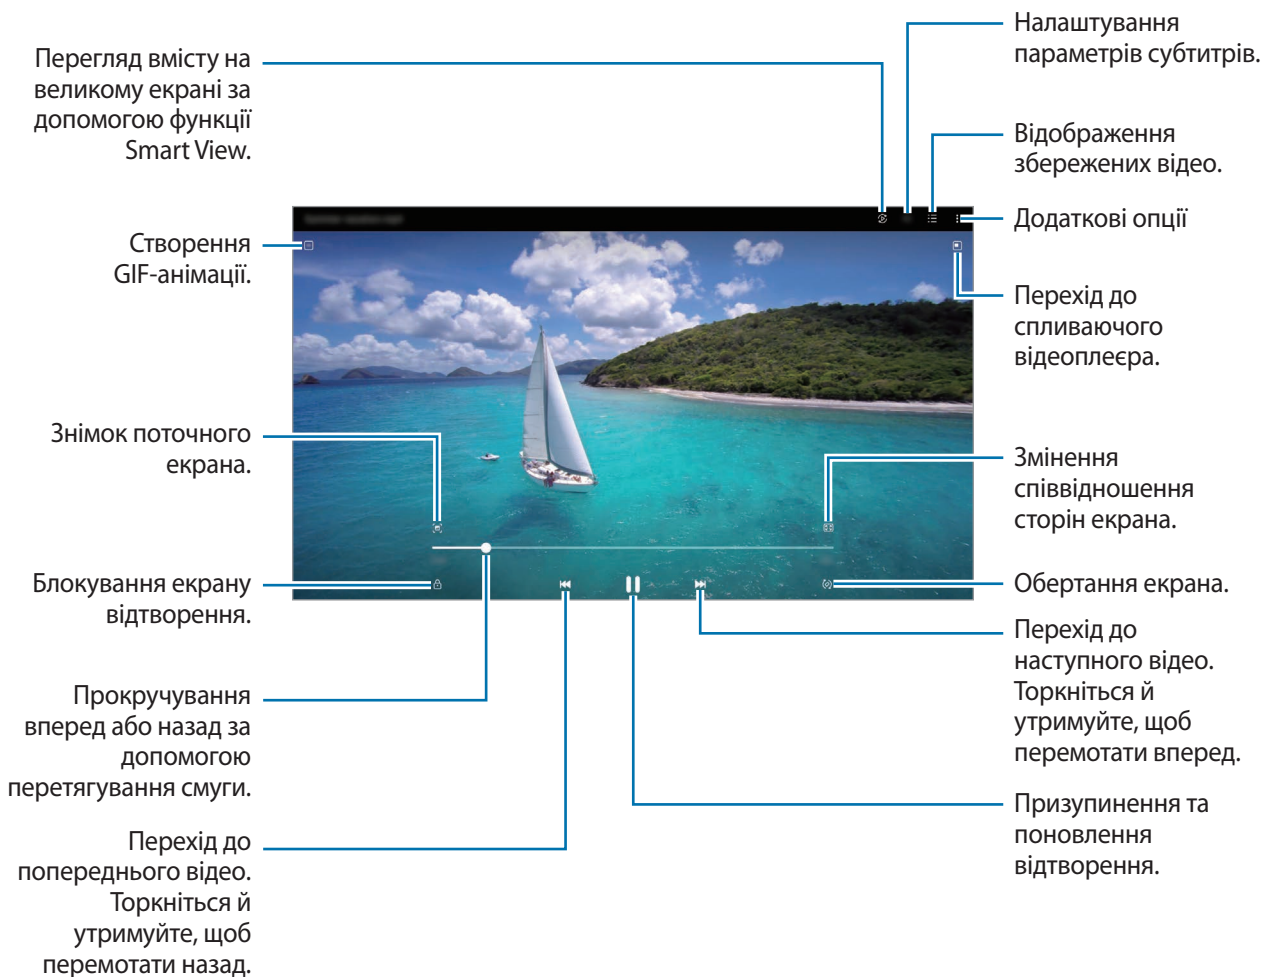 Перегляд вмісту на
великому екрані за
допомогою функції
Smart View.
Створення
GIF-анімації.
Знімок поточного
екрана.
Блокування екрану
відтворення.
Прокручування
вперед або назад за
допомогою
перетягування смуги.
Перехід до
попереднього відео.
Торкніться й
утримуйте, щоб
перемотати назад.
Налаштування
параметрів субтитрів.
Відображення
збережених відео.
Додаткові опції
Перехід до
спливаючого
відеоплеєра.
Змінення
співвідношення
сторін екрана.
Обертання екрана.
Перехід до
наступного відео.
Торкніться й
утримуйте, щоб
перемотати вперед.
Призупинення та
поновлення
відтворення.